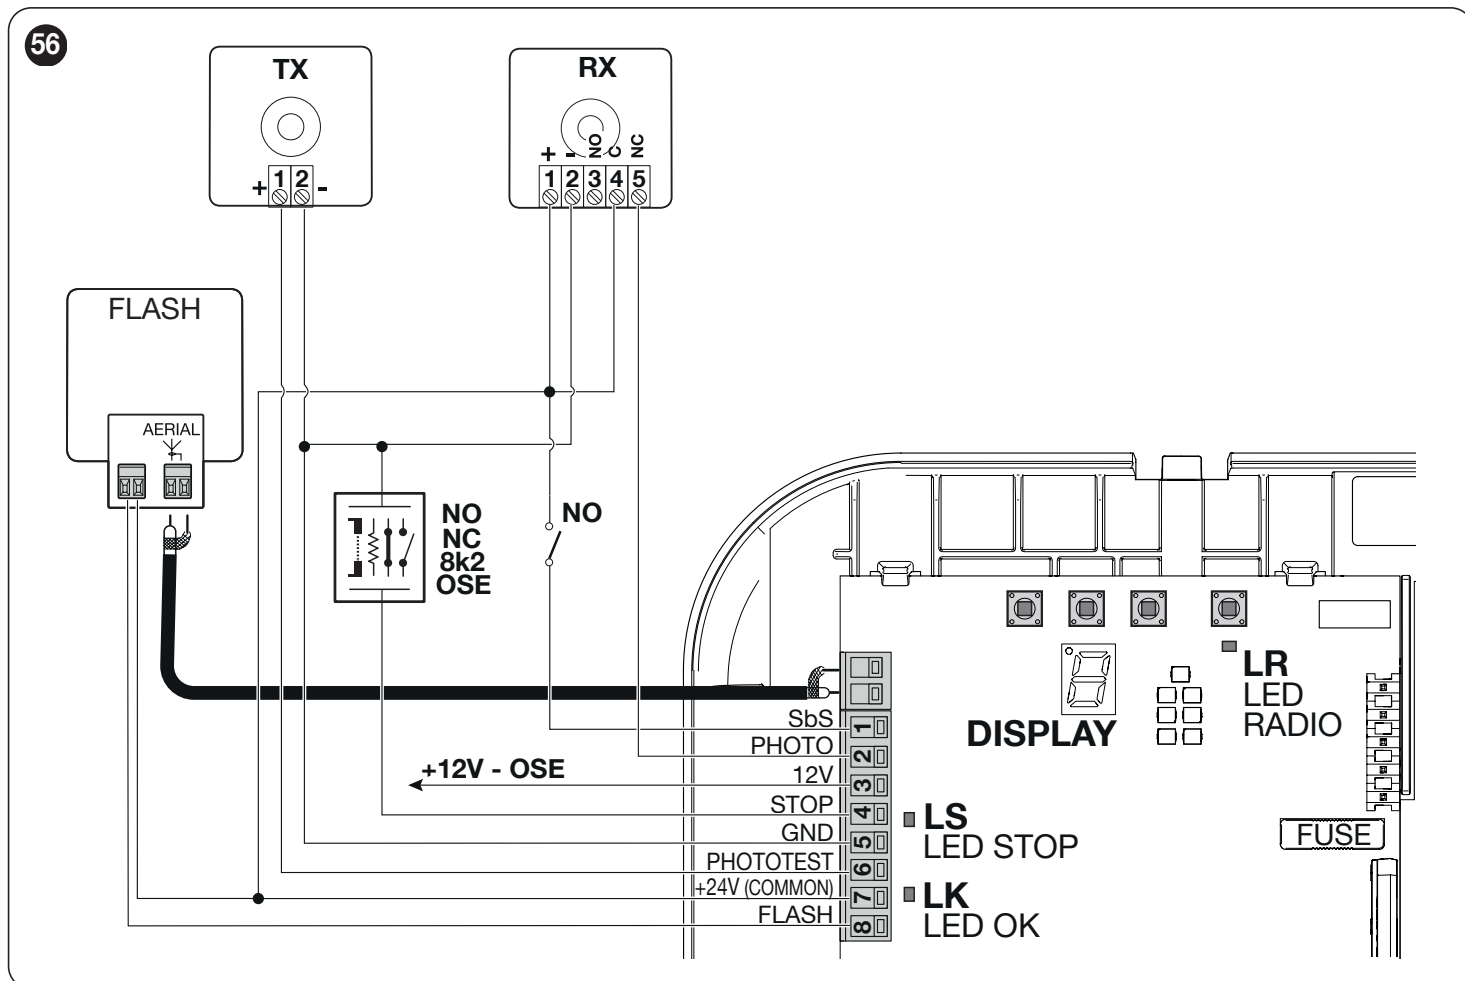 56
TX
RX
+ - NO C NC
+ 1 2 -
1 2 3 4 5
FLASH
AERIAL
NO
NC
8k2
OSE
NO
SbS 1
PHOTO 2
+12V - OSE
12V 3
STOP 4
GND 5
PHOTOTEST 6
+24V (COMMON) 7
FLASH 8
DISPLAY
LR
LED
RADIO
LS
LED STOP
LK
LED OK
FUSE